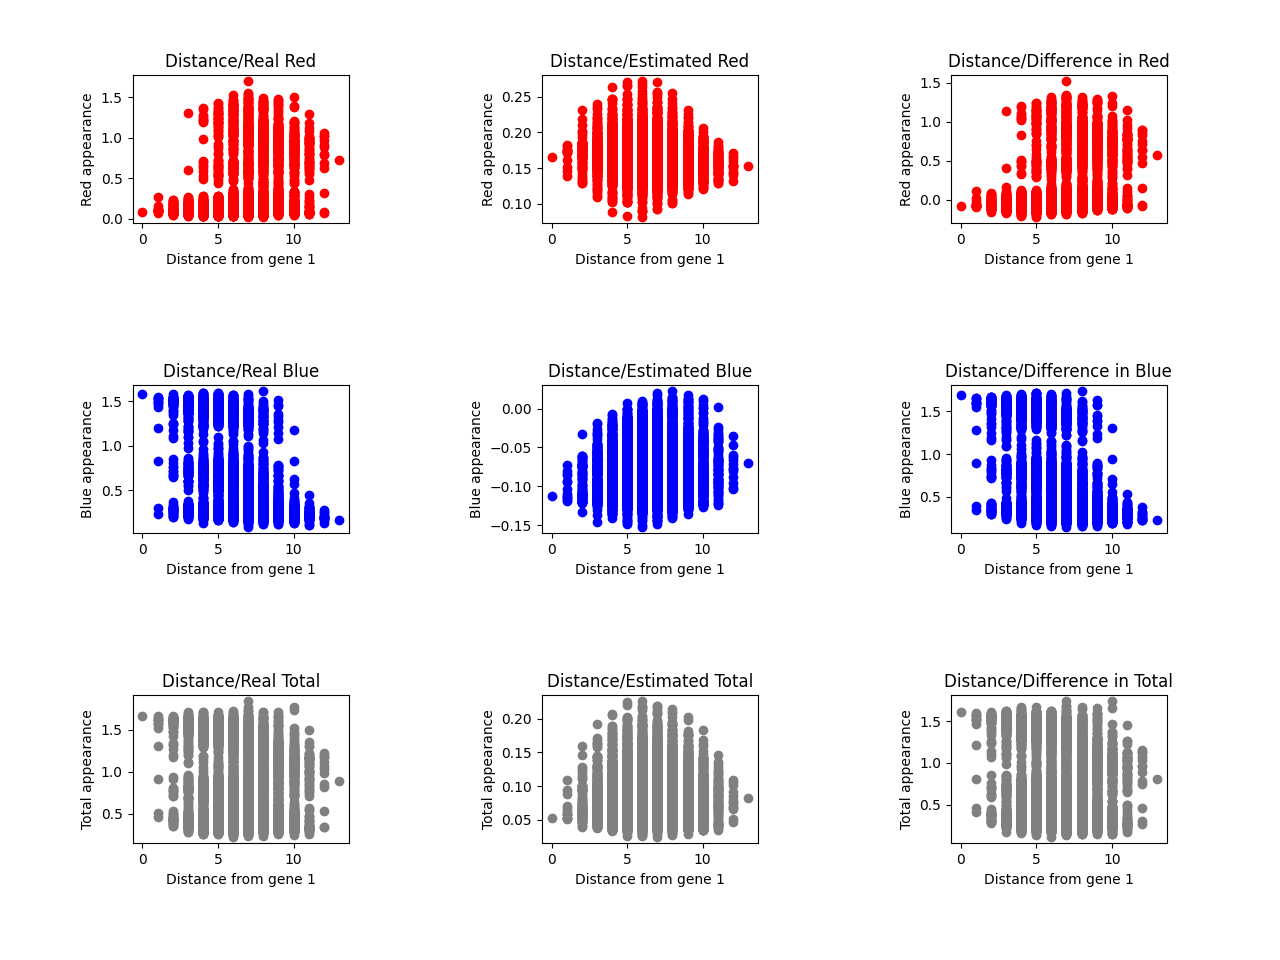 Distance/Real Red
Distance/Estimated Red
Distance/Difference in Red
Red appearance
1.5
1.0
0.5
0.0
0 5 10
Distance from gene 1
Red appearance
0.25
0.20
0.15
0.10
0 5 10
Distance from gene 1
Red appearance
1.5
1.0
0.5
0.0
0 5 10
Distance from gene 1
Distance/Real Blue
Distance/Estimated Blue
Distance/Difference in Blue
Blue appearance
1.5
1.0
0.5
0 5 10
Distance from gene 1
Blue appearance
0.00
−0.05
−0.10
−0.15
0 5 10
Distance from gene 1
Blue appearance
1.5
1.0
0.5
0 5 10
Distance from gene 1
Distance/Real Total
Distance/Estimated Total
Distance/Difference in Total
Total appearance
1.5
1.0
0.5
0 5 10
Distance from gene 1
Total appearance
0.20
0.15
0.10
0.05
0 5 10
Distance from gene 1
Total appearance
1.5
1.0
0.5
0 5 10
Distance from gene 1